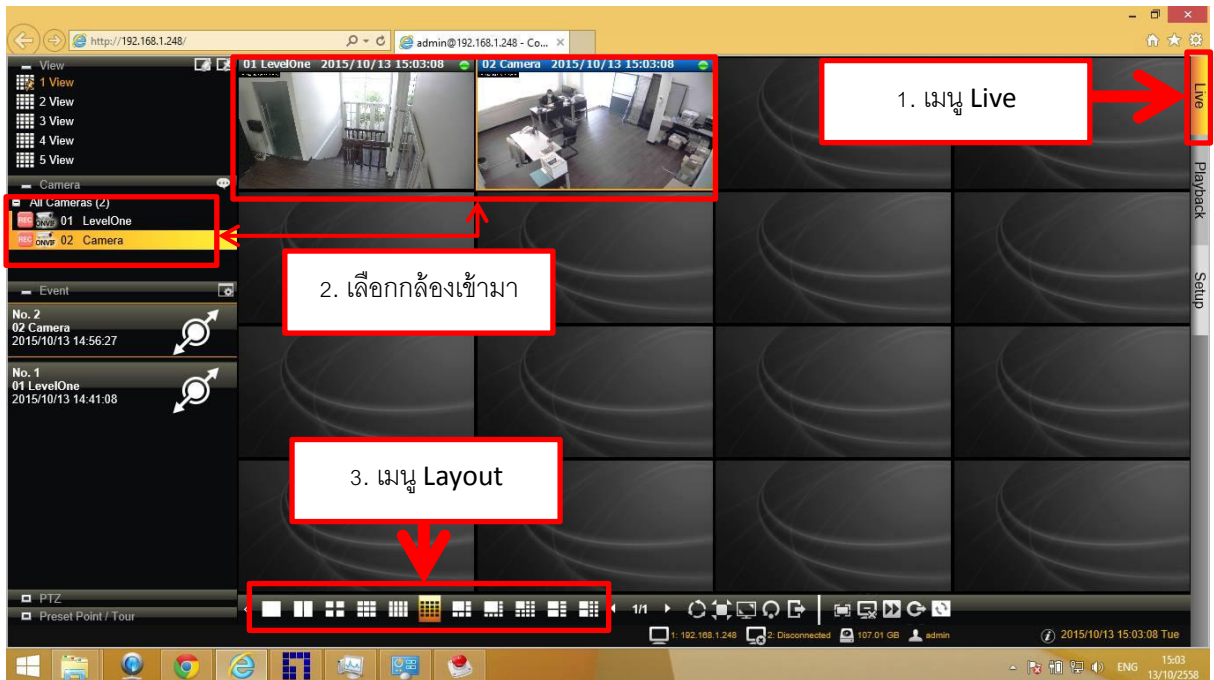 http://192.168.1.248/
admin@192.168.1.248 - Co...
View
1 View
2 View
3 View
4 View
5 View
Camera
All Cameras (2)
REC ONVIF 01 LevelOne
REC ONVIF 02 Camera
Event
No. 2
02 Camera
2015/10/13 14:56:27
No. 1
01 LevelOne
2015/10/13 14:41:08
PTZ
Preset Point / Tour
01 LevelOne 2015/10/13 15:03:08
02 Camera 2015/10/13 15:03:08
1. เมนู Live
2. เลือกกล้องเข้ามา
3. เมนู Layout
Live
Playback
Setup
1/1
1: 192.168.1.248
2: Disconnected
107.01 GB
admin
2015/10/13 15:03:08 Tue
ENG
15:03
13/10/2558